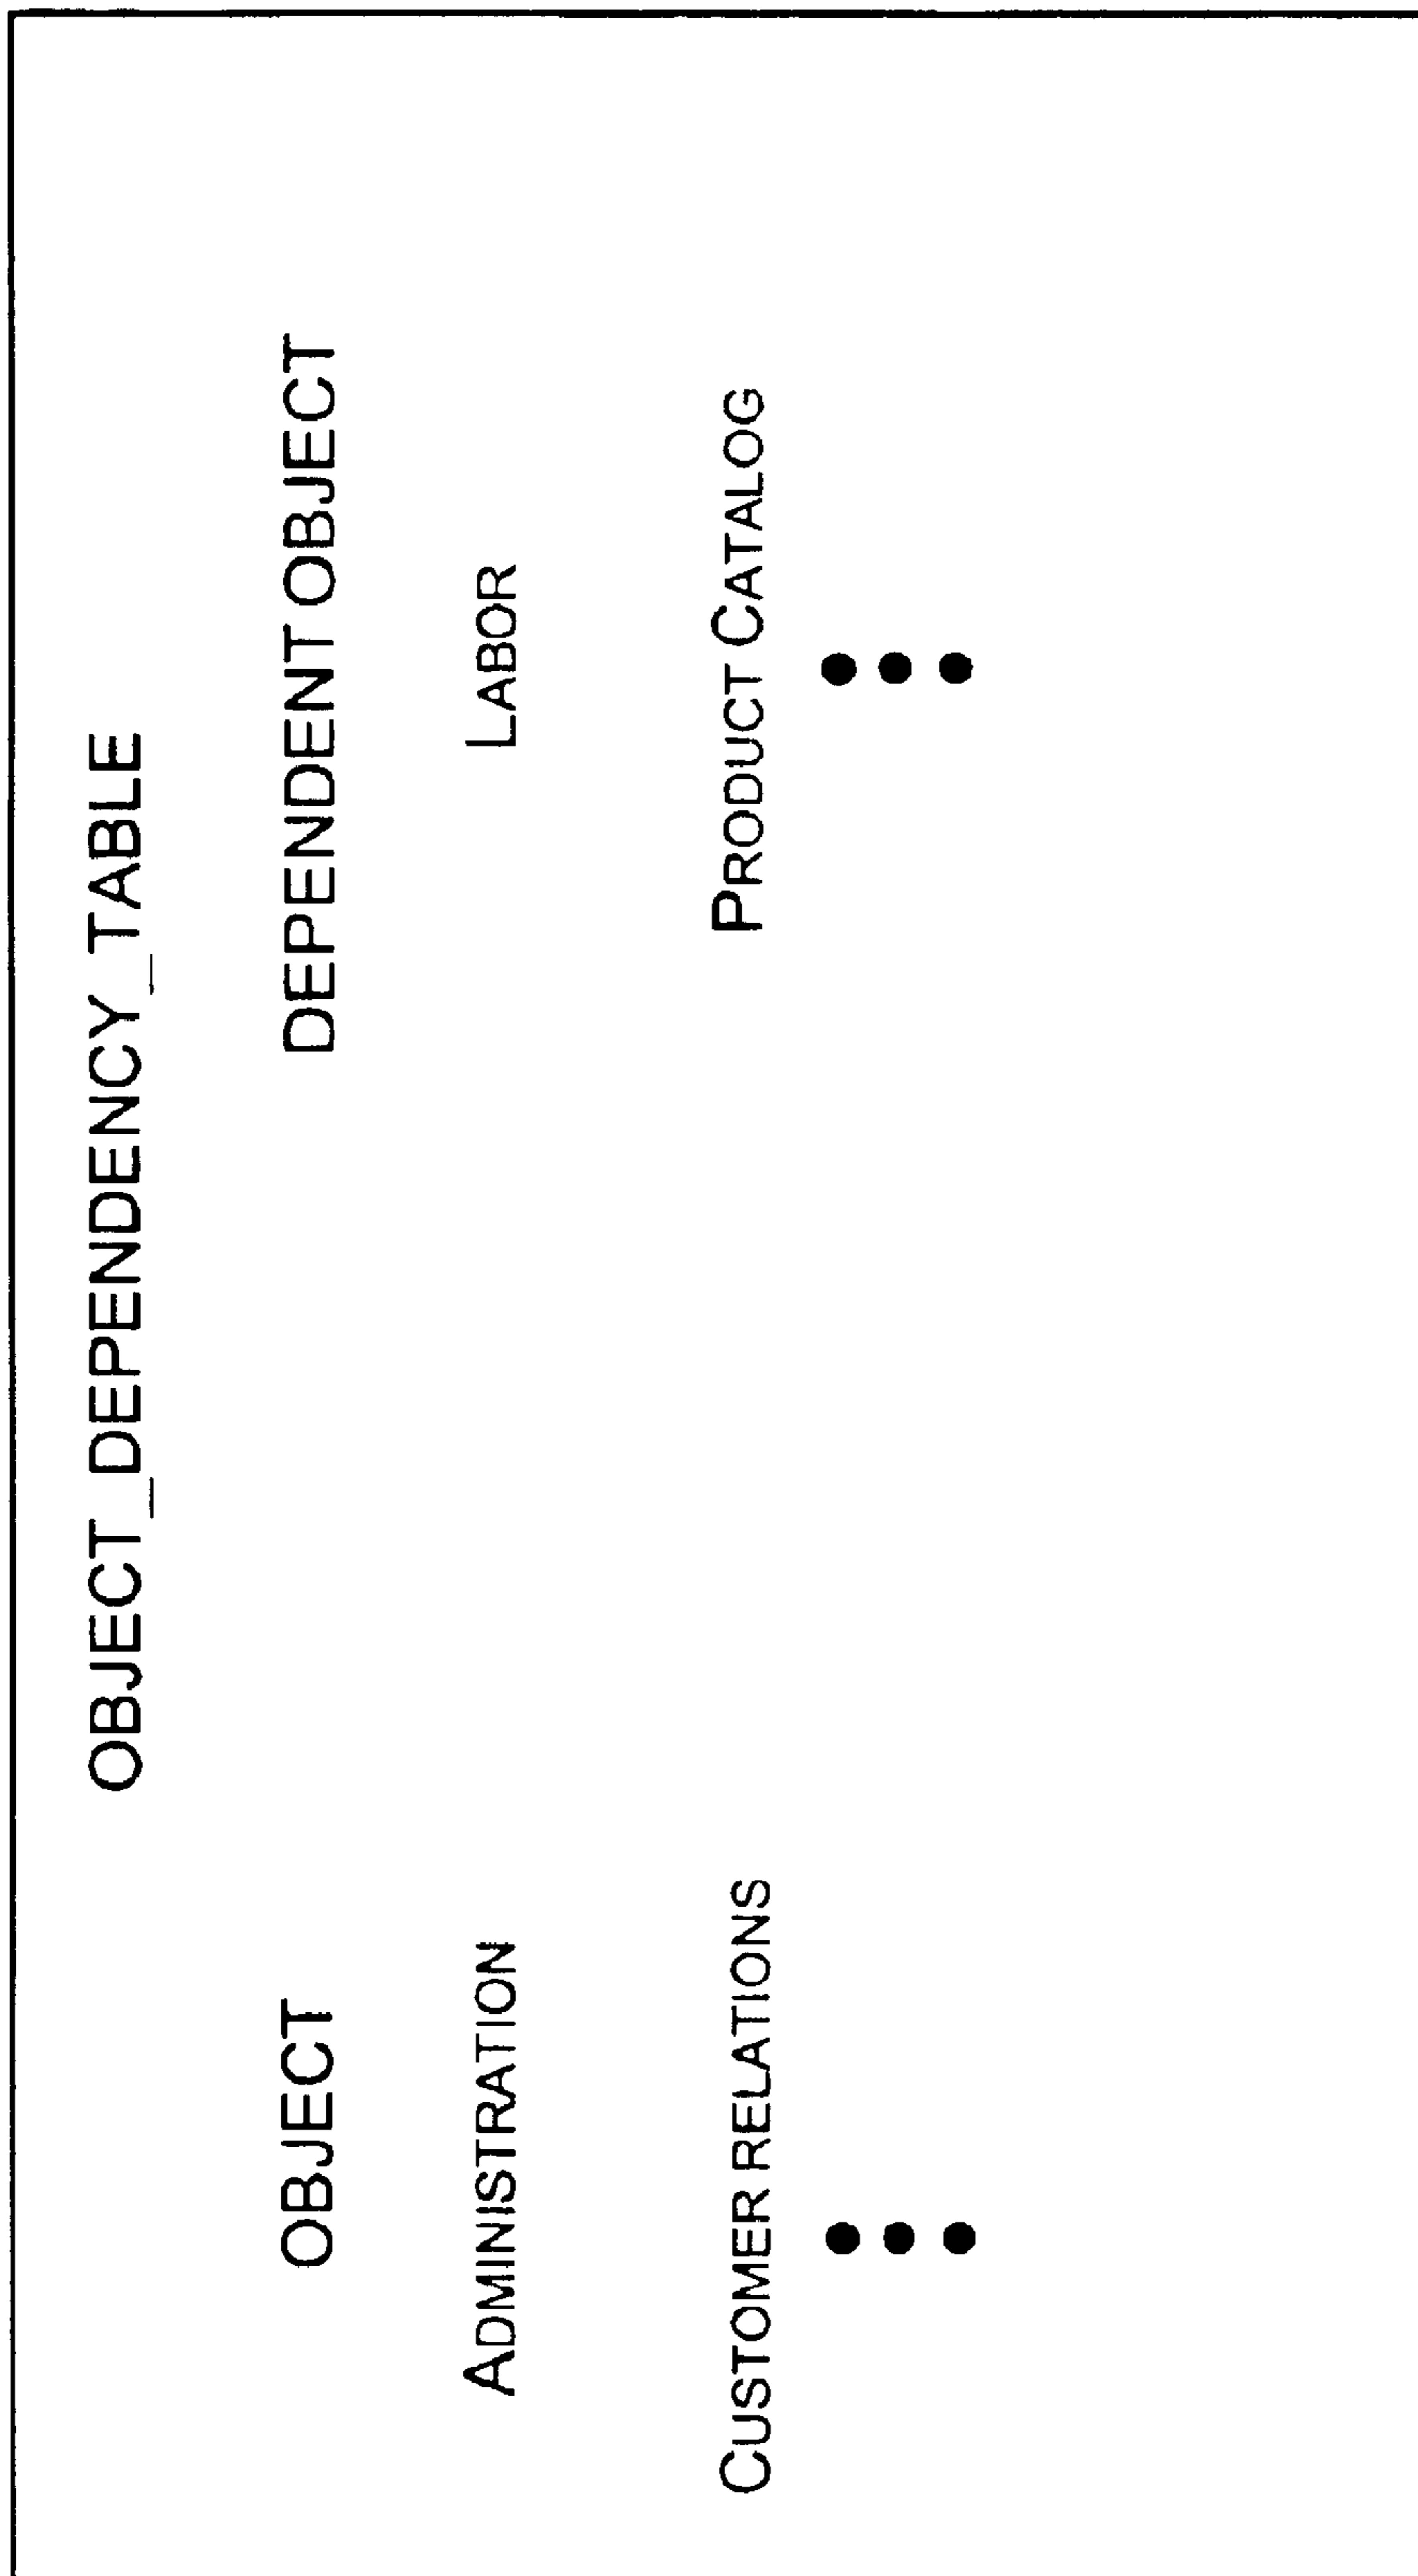 OBJECT_DEPENDENCY_TABLE
OBJECT DEPENDENT OBJECT
ADMINISTRATION LABOR
CUSTOMER RELATIONS PRODUCT CATALOG